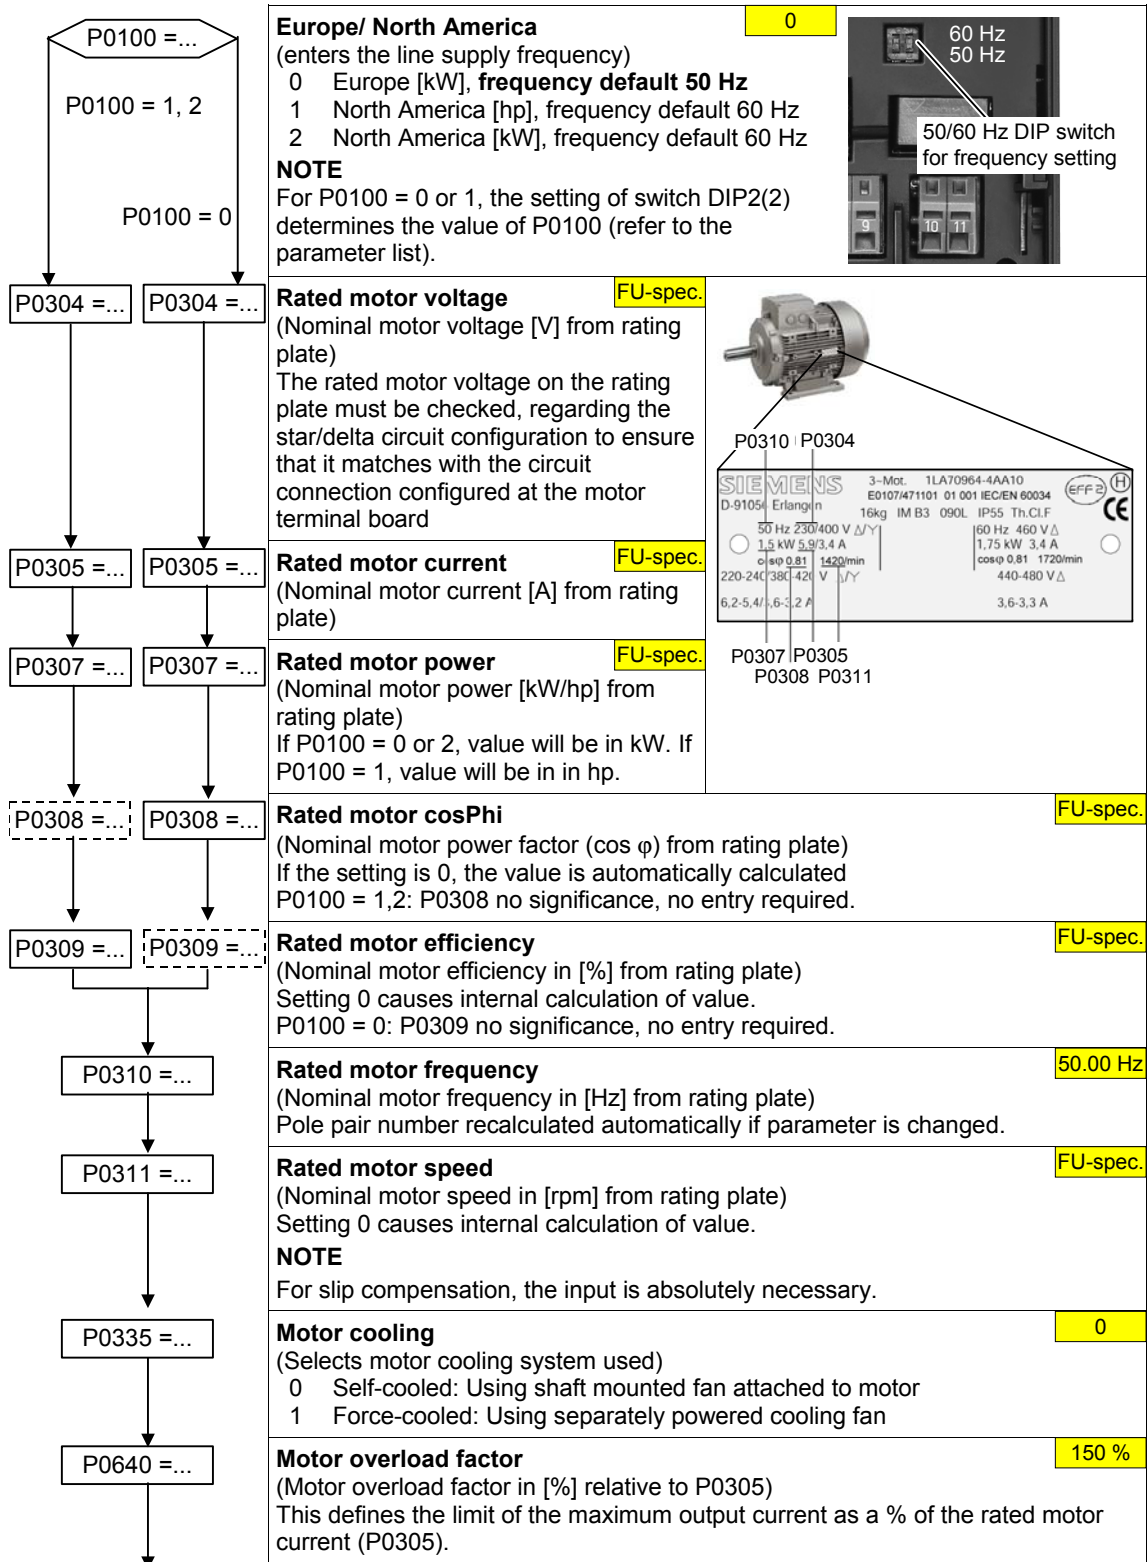 P0100 =...
P0100 = 1, 2
P0100 = 0
Europe/ North America
0
(enters the line supply frequency)
0 Europe [kW], frequency default 50 Hz
1 North America [hp], frequency default 60 Hz
2 North America [kW], frequency default 60 Hz
NOTE
For P0100 = 0 or 1, the setting of switch DIP2(2)
determines the value of P0100 (refer to the
parameter list).
60 Hz
50 Hz
50/60 Hz DIP switch
for frequency setting
9
10 11
P0304 =... P0304 =...
Rated motor voltage
FU-spec.
(Nominal motor voltage [V] from rating
plate)
The rated motor voltage on the rating
plate must be checked, regarding the
star/delta circuit configuration to ensure
that it matches with the circuit
connection configured at the motor
terminal board
P0310 P0304
SIEMENS
D-91056 Erlangen
3~Mot. 1LA70964-4AA10
E0107/471101 01 001 IEC/EN 60034
16kg IM B3 090L IP55 Th.Cl.F
EFF 2
H
CE
50 Hz 230/400 V Δ/Y
1,5 kW 5,9/3,4 A
cosφ 0,81 1420/min
220-240/380-420 V Δ/Y
6,2-5,4/3,6-3,2 A
60 Hz 460 V Δ
1,75 kW 3,4 A
cosφ 0,81 1720/min
440-480 V Δ
3,6-3,3 A
P0307 P0305
P0308 P0311
P0305 =... P0305 =...
Rated motor current
FU-spec.
(Nominal motor current [A] from rating
plate)
P0307 =... P0307 =...
Rated motor power
FU-spec.
(Nominal motor power [kW/hp] from
rating plate)
If P0100 = 0 or 2, value will be in kW. If
P0100 = 1, value will be in in hp.
P0308 =... P0308 =...
Rated motor cosPhi
FU-spec.
(Nominal motor power factor (cos φ) from rating plate)
If the setting is 0, the value is automatically calculated
P0100 = 1,2: P0308 no significance, no entry required.
P0309 =... P0309 =...
Rated motor efficiency
FU-spec.
(Nominal motor efficiency in [%] from rating plate)
Setting 0 causes internal calculation of value.
P0100 = 0: P0309 no significance, no entry required.
P0310 =...
Rated motor frequency
50.00 Hz
(Nominal motor frequency in [Hz] from rating plate)
Pole pair number recalculated automatically if parameter is changed.
P0311 =...
Rated motor speed
FU-spec.
(Nominal motor speed in [rpm] from rating plate)
Setting 0 causes internal calculation of value.
NOTE
For slip compensation, the input is absolutely necessary.
P0335 =...
Motor cooling
0
(Selects motor cooling system used)
0 Self-cooled: Using shaft mounted fan attached to motor
1 Force-cooled: Using separately powered cooling fan
P0640 =...
Motor overload factor
150 %
(Motor overload factor in [%] relative to P0305)
This defines the limit of the maximum output current as a % of the rated motor
current (P0305).